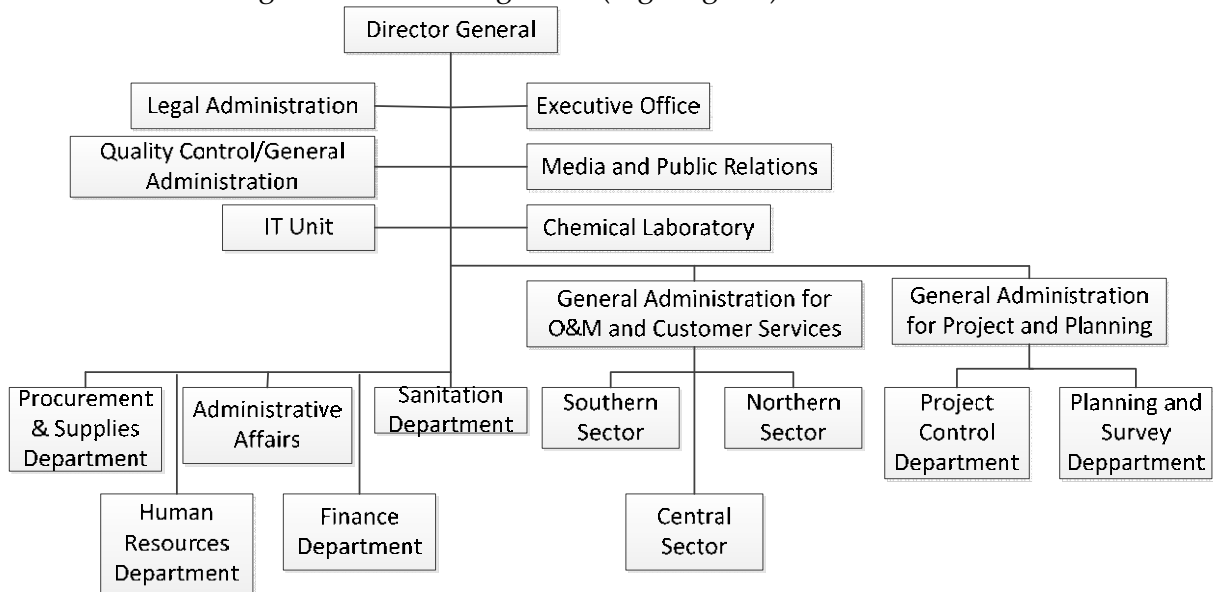 Director General
Legal Administration
Executive Office
Quality Control/General
Administration
Media and Public Relations
IT Unit
Chemical Laboratory
General Administration for
O&M and Customer Services
General Administration
for Project and Planning
Procurement
& Supplies
Department
Administrative
Affairs
Sanitation
Department
Southern
Sector
Northern
Sector
Project
Control
Department
Planning and
Survey
Deppartment
Human
Resources
Department
Finance
Department
Central
Sector